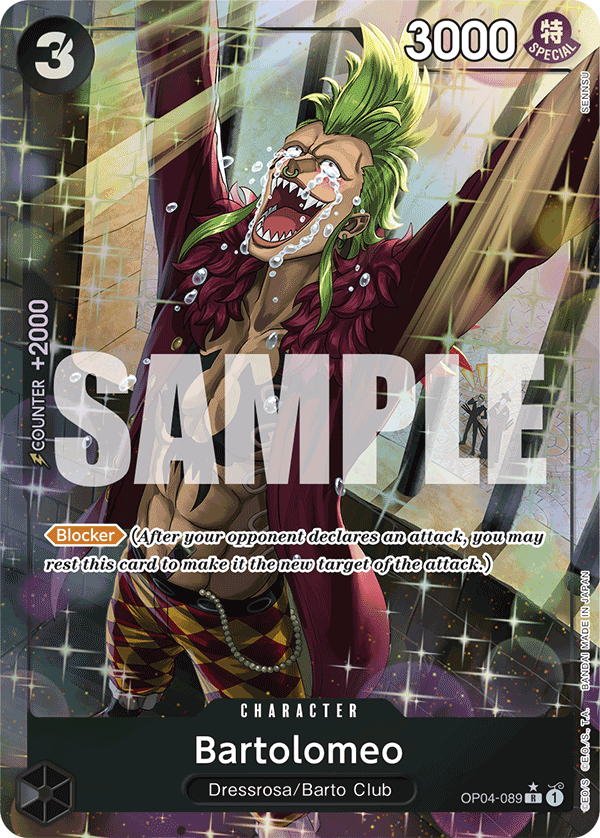 3
3000
特
SPECIAL
SENNSU
COUNTER +2000
SAMPLE
Blocker (After your opponent declares an attack, you may
rest this card to make it the new target of the attack.)
CHARACTER
Bartolomeo
Dressrosa/Barto Club
OP04-089 R 1
©E.O/S. ©E.O./S., T.A. BANDAI MADE IN JAPAN